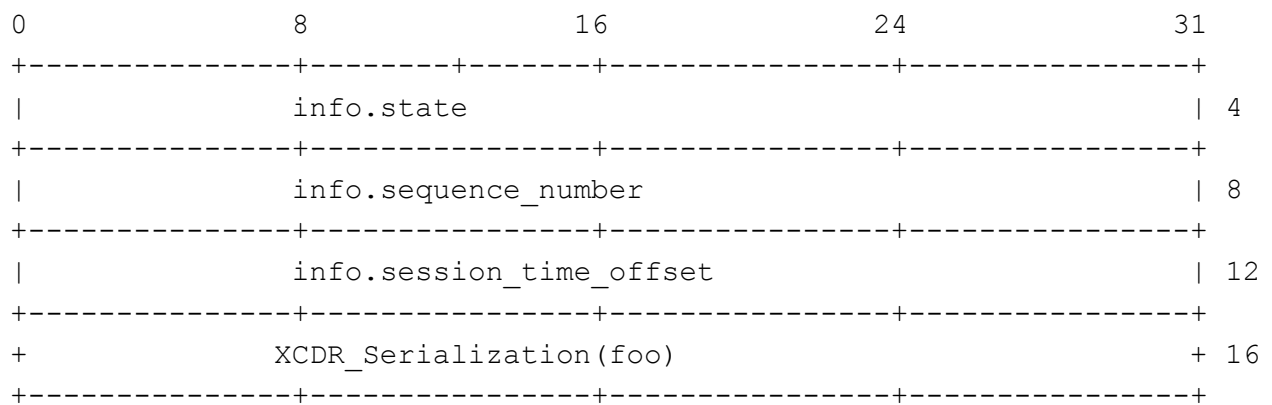 0               8               16              24              31
+---------------+--------+-------+----------------+----------------+
|               info.state                                         | 4
+---------------+----------------+----------------+----------------+
|               info.sequence_number                               | 8
+---------------+----------------+----------------+----------------+
|               info.session_time_offset                           | 12
+---------------+----------------+----------------+----------------+
+              XCDR_Serialization(foo)                             + 16
+---------------+----------------+----------------+----------------+